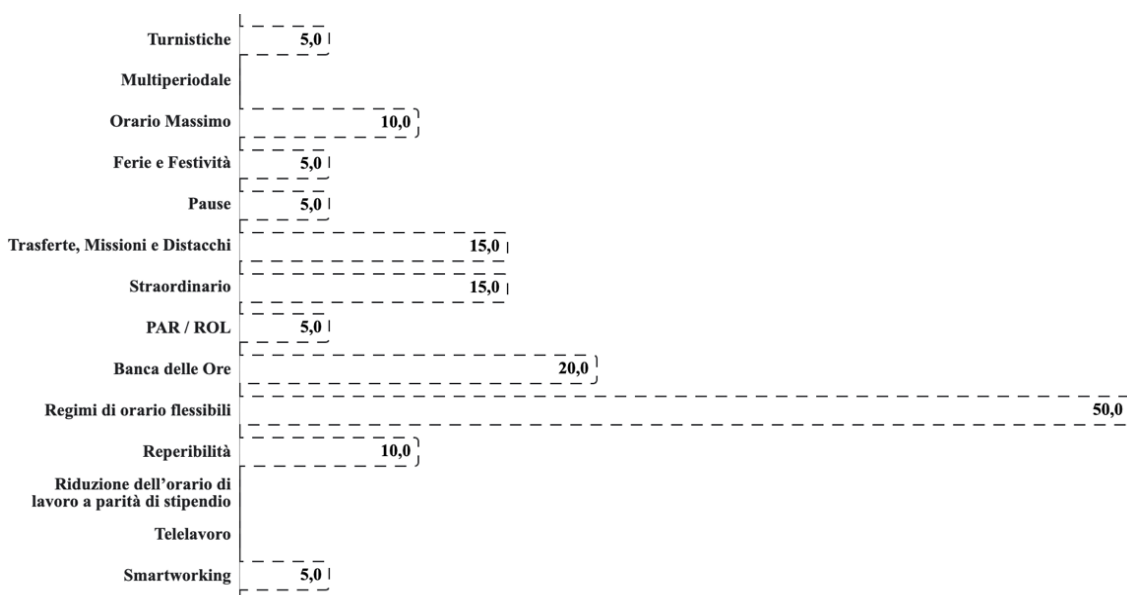 Turnistiche 5,0
Multiperiodale
Orario Massimo 10,0
Ferie e Festività 5,0
Pause 5,0
Trasferte, Missioni e Distacchi 15,0
Straordinario 15,0
PAR / ROL 5,0
Banca delle Ore 20,0
Regimi di orario flessibili 50,0
Reperibilità 10,0
Riduzione dell’orario di
lavoro a parità di stipendio
Telelavoro
Smartworking 5,0